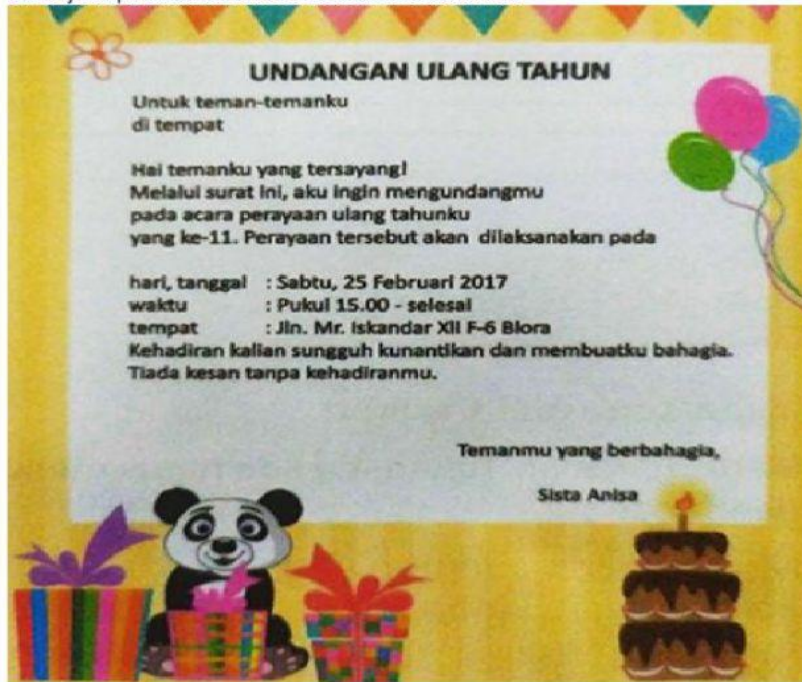 UNDANGAN ULANG TAHUN
Untuk teman-temanku
di tempat
Hai temanku yang tersayang!
Melalui surat ini, aku ingin mengundangmu
pada acara perayaan ulang tahunku
yang ke-11. Perayaan tersebut akan dilaksanakan pada
hari, tanggal : Sabtu, 25 Februari 2017
waktu : Pukul 15.00 - selesai
tempat : Jln. Mr. Iskandar XII F-6 Blora
Kehadiran kalian sungguh kunantikan dan membuatku bahagia.
Tiada kesan tanpa kehadiranmu.
Temanmu yang berbahagia,
Sista Anisa